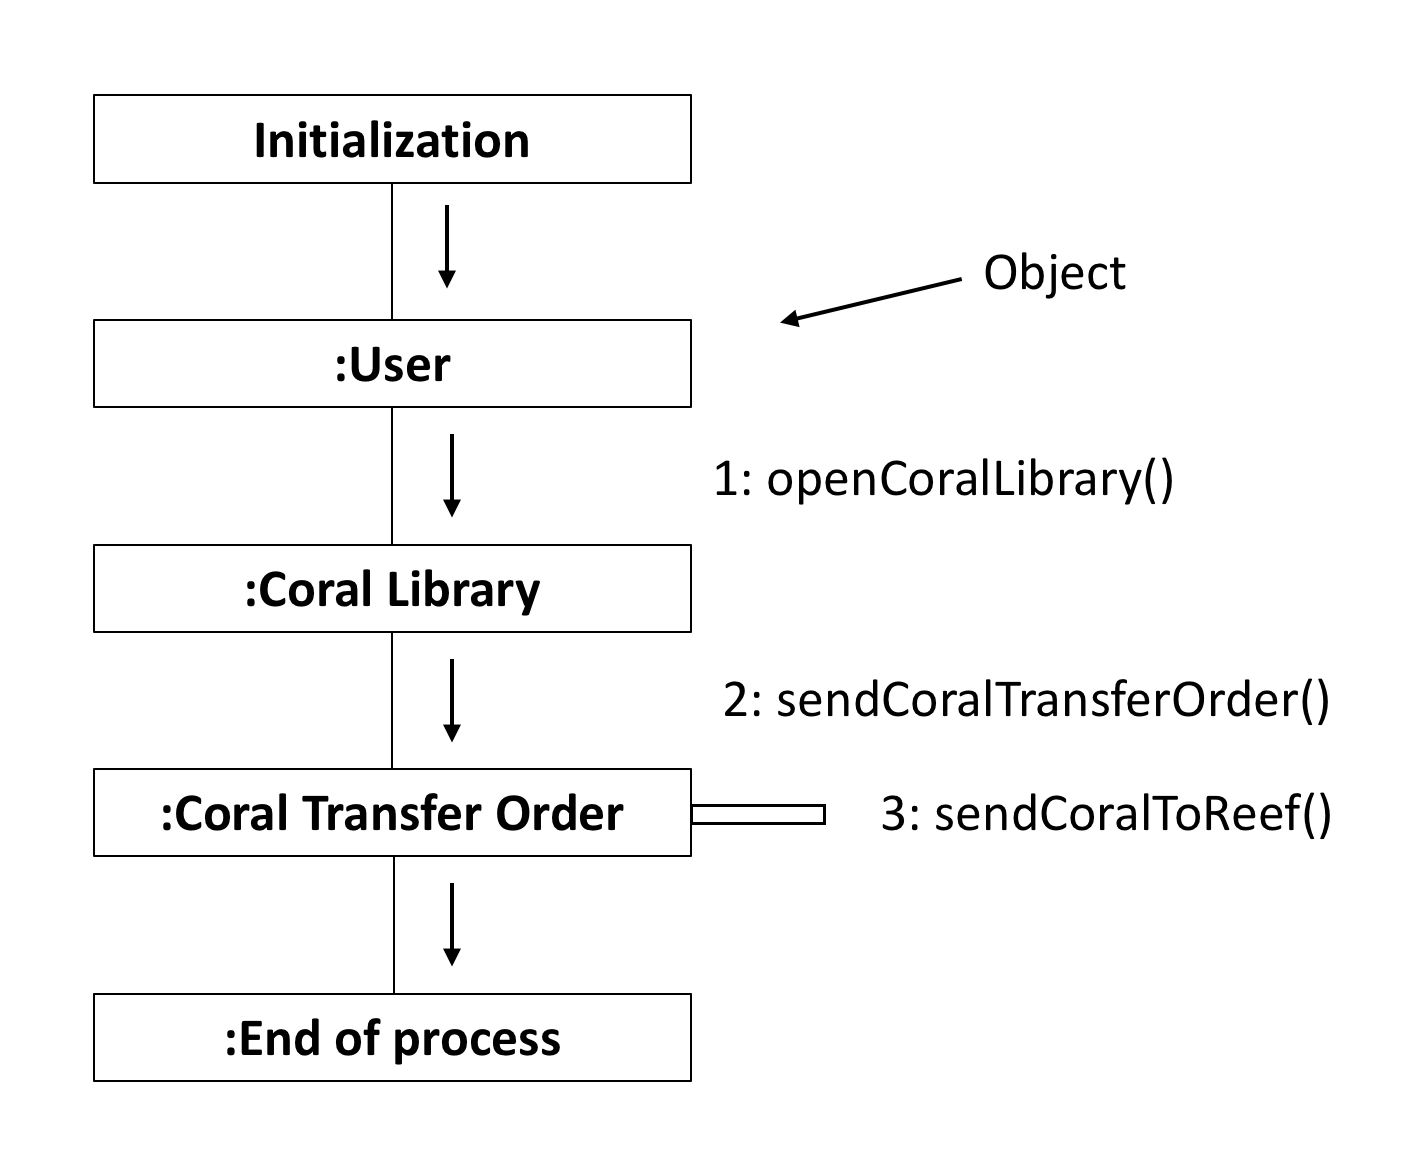 Initialization
Object
:User
1: openCoralLibrary()
:Coral Library
2: sendCoralTransferOrder()
:Coral Transfer Order
3: sendCoralToReef()
:End of process